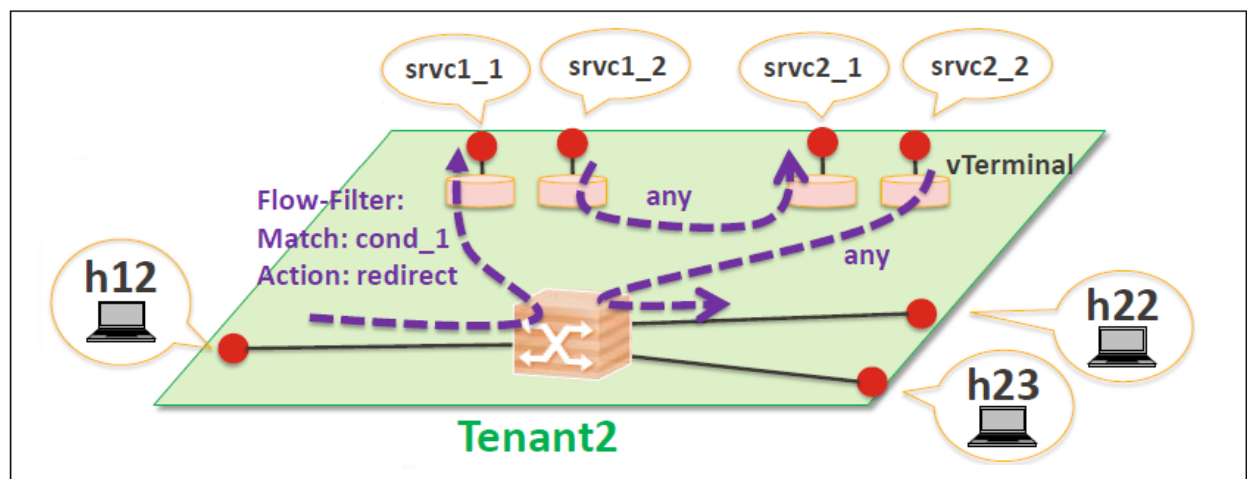 srvc1_1
srvc1_2
srvc2_1
srvc2_2
vTerminal
Flow-Filter:
Match: cond_1
Action: redirect
any
any
h12
h22
h23
Tenant2